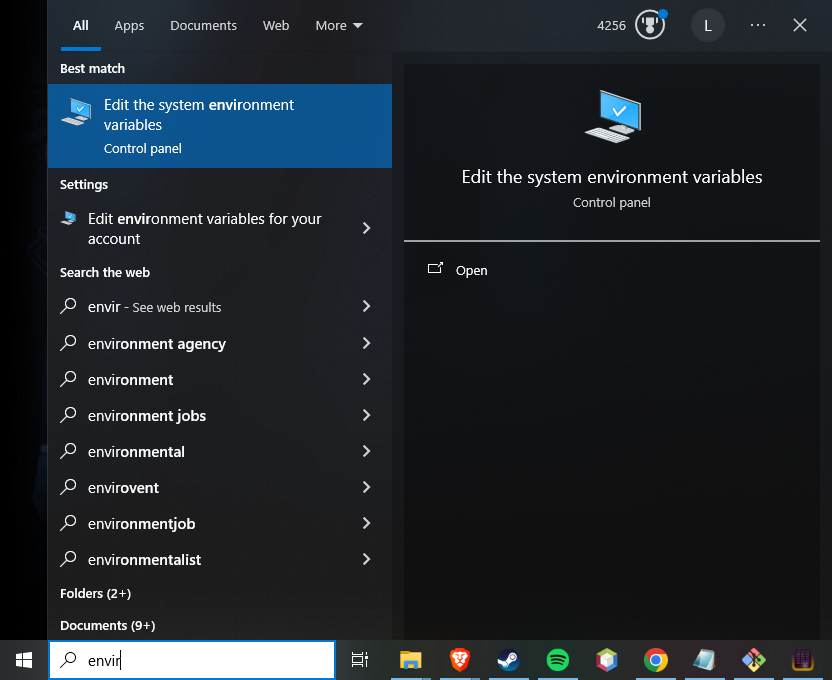 All Apps Documents Web More 4256 L
Best match
Edit the system environment
variables
Control panel
Settings
Edit environment variables for your
account
Search the web
envir - See web results
environment agency
environment
environment jobs
environmental
envirovent
environmentjob
environmentalist
Folders (2+)
Documents (9+)
Edit the system environment variables
Control panel
Open
envir